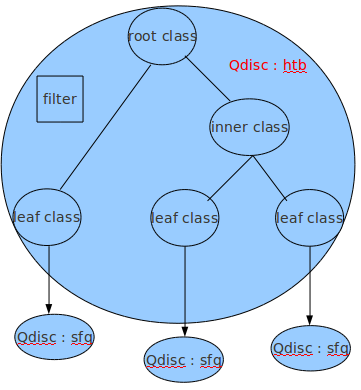 root class
Qdisc : htb
filter
inner class
leaf class
leaf class
leaf class
Qdisc : sfq
Qdisc : sfq
Qdisc : sfq